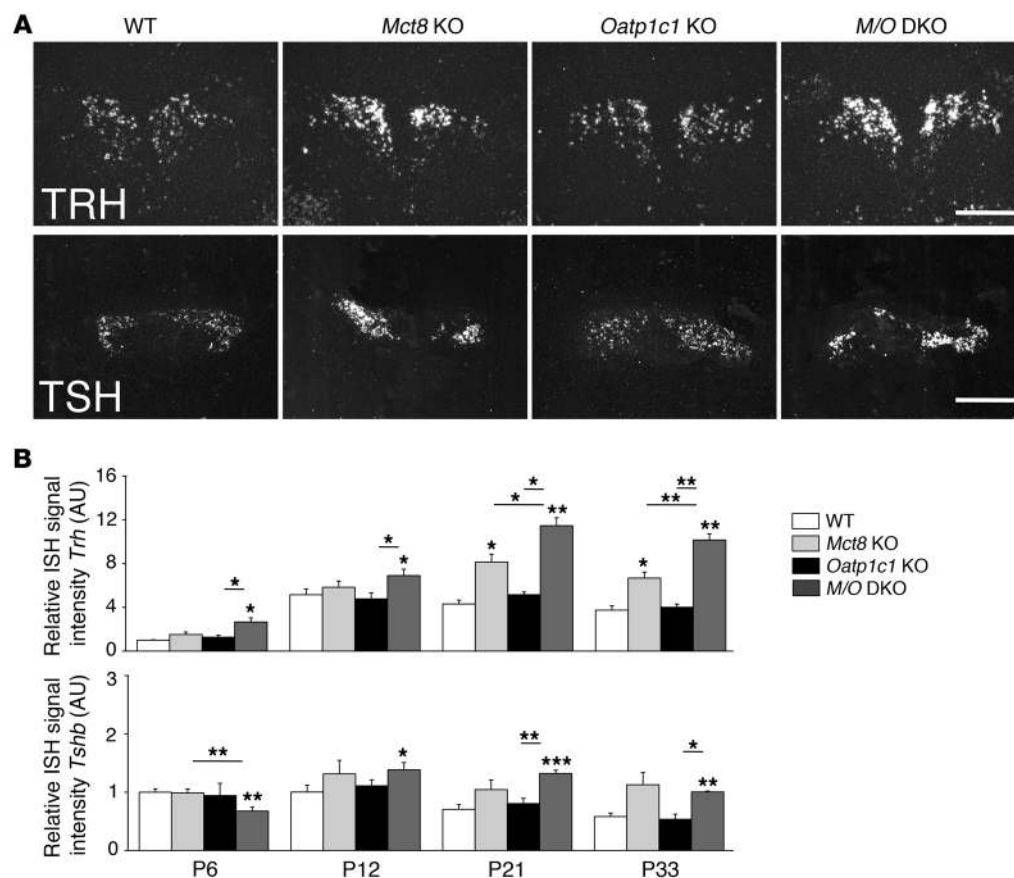 A
WT Mct8 KO Oatp1c1 KO M/O DKO
TRH
TSH
B
Relative ISH signal
intensity Trh (AU)
16
12
8
4
0
* *
* *
* * * **
** ** * **
WT
Mct8 KO
Oatp1c1 KO
M/O DKO
Relative ISH signal
intensity Tshb (AU)
3
2
1
0
** **
*
** ***
* **
P6 P12 P21 P33